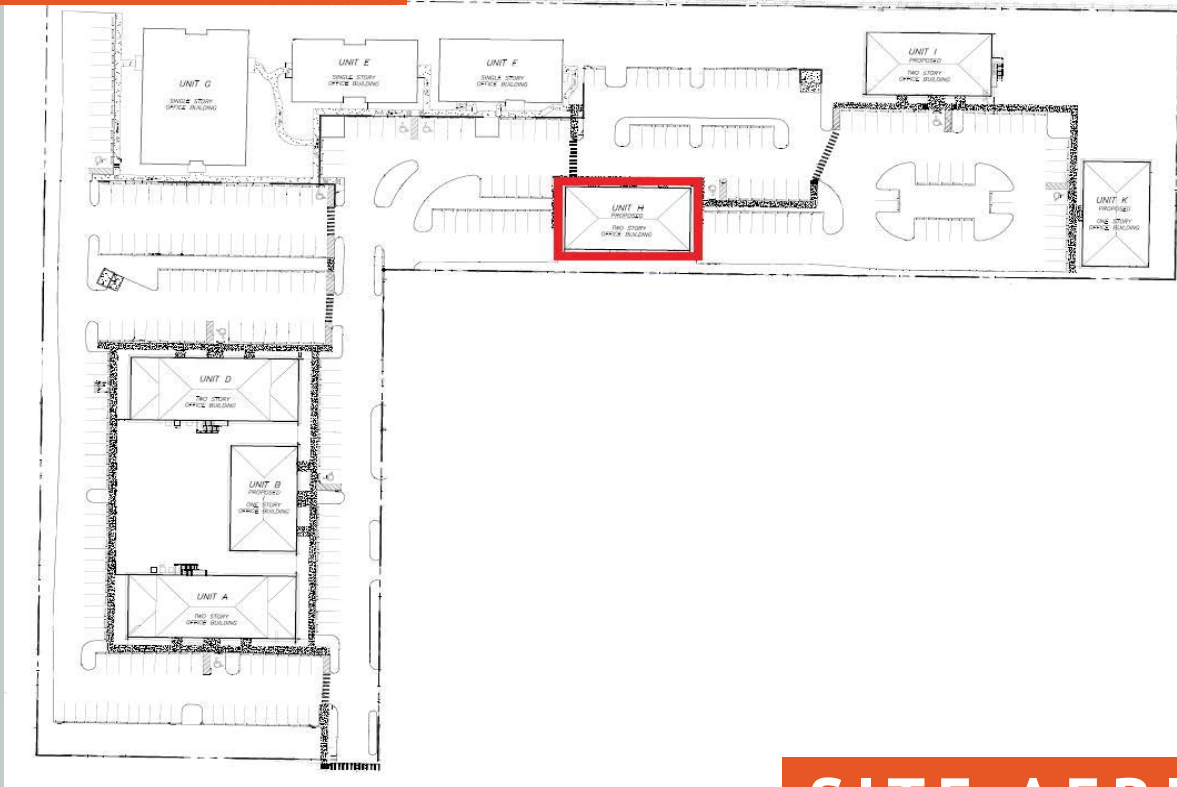 UNIT G
SINGLE STORY
OFFICE BUILDING
UNIT E
SINGLE STORY
OFFICE BUILDING
UNIT F
SINGLE STORY
OFFICE BUILDING
UNIT I
PROPOSED
TWO STORY
OFFICE BUILDING
UNIT H
PROPOSED
TWO STORY
OFFICE BUILDING
UNIT K
PROPOSED
ONE STORY
OFFICE BUILDING
UNIT D
TWO STORY
OFFICE BUILDING
UNIT B
PROPOSED
ONE STORY
OFFICE BUILDING
UNIT A
TWO STORY
OFFICE BUILDING